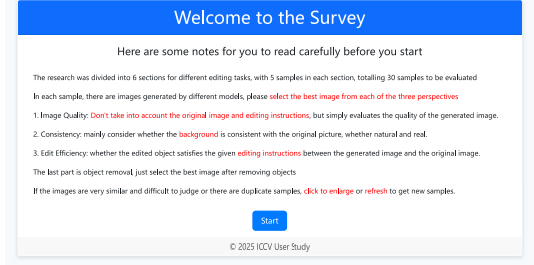 Welcome to the Survey
Here are some notes for you to read carefully before you start
The research was divided into 6 sections for different editing tasks, with 5 samples in each section, totalling 30 samples to be evaluated
In each sample, there are images generated by different models, please select the best image from each of the three perspectives
1. Image Quality: Don't take into account the original image and editing instructions, but simply evaluates the quality of the generated image.
2. Consistency: mainly consider whether the background is consistent with the original picture, whether natural and real.
3. Edit Efficiency: whether the edited object satisfies the given editing instructions between the generated image and the original image.
The last part is object removal, just select the best image after removing objects
If the images are very similar and difficult to judge or there are duplicate samples, click to enlarge or refresh to get new samples.
Start
© 2025 ICCV User Study